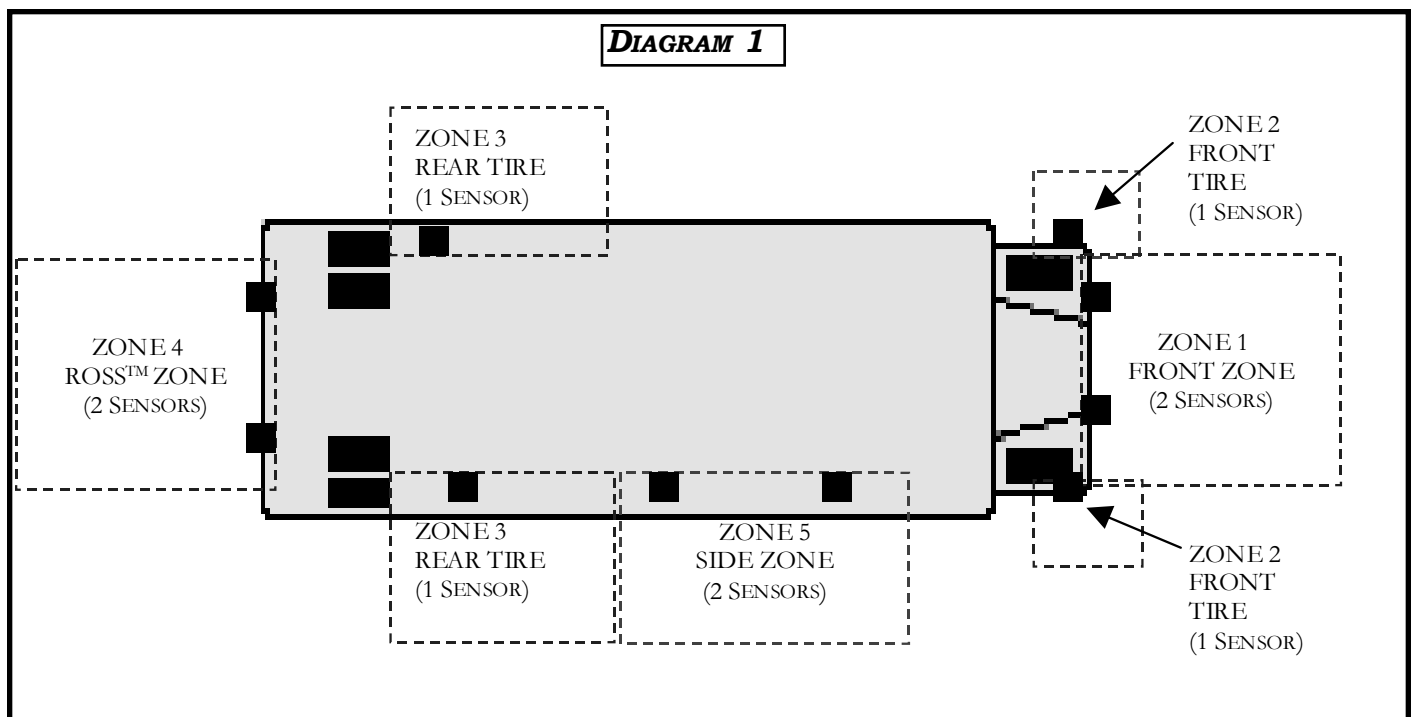 DIAGRAM 1
ZONE 3
REAR TIRE
(1 SENSOR)
ZONE 2
FRONT
TIRE
(1 SENSOR)
ZONE 4
ROSS™ ZONE
(2 SENSORS)
ZONE 1
FRONT ZONE
(2 SENSORS)
ZONE 3
REAR TIRE
(1 SENSOR)
ZONE 5
SIDE ZONE
(2 SENSORS)
ZONE 2
FRONT
TIRE
(1 SENSOR)